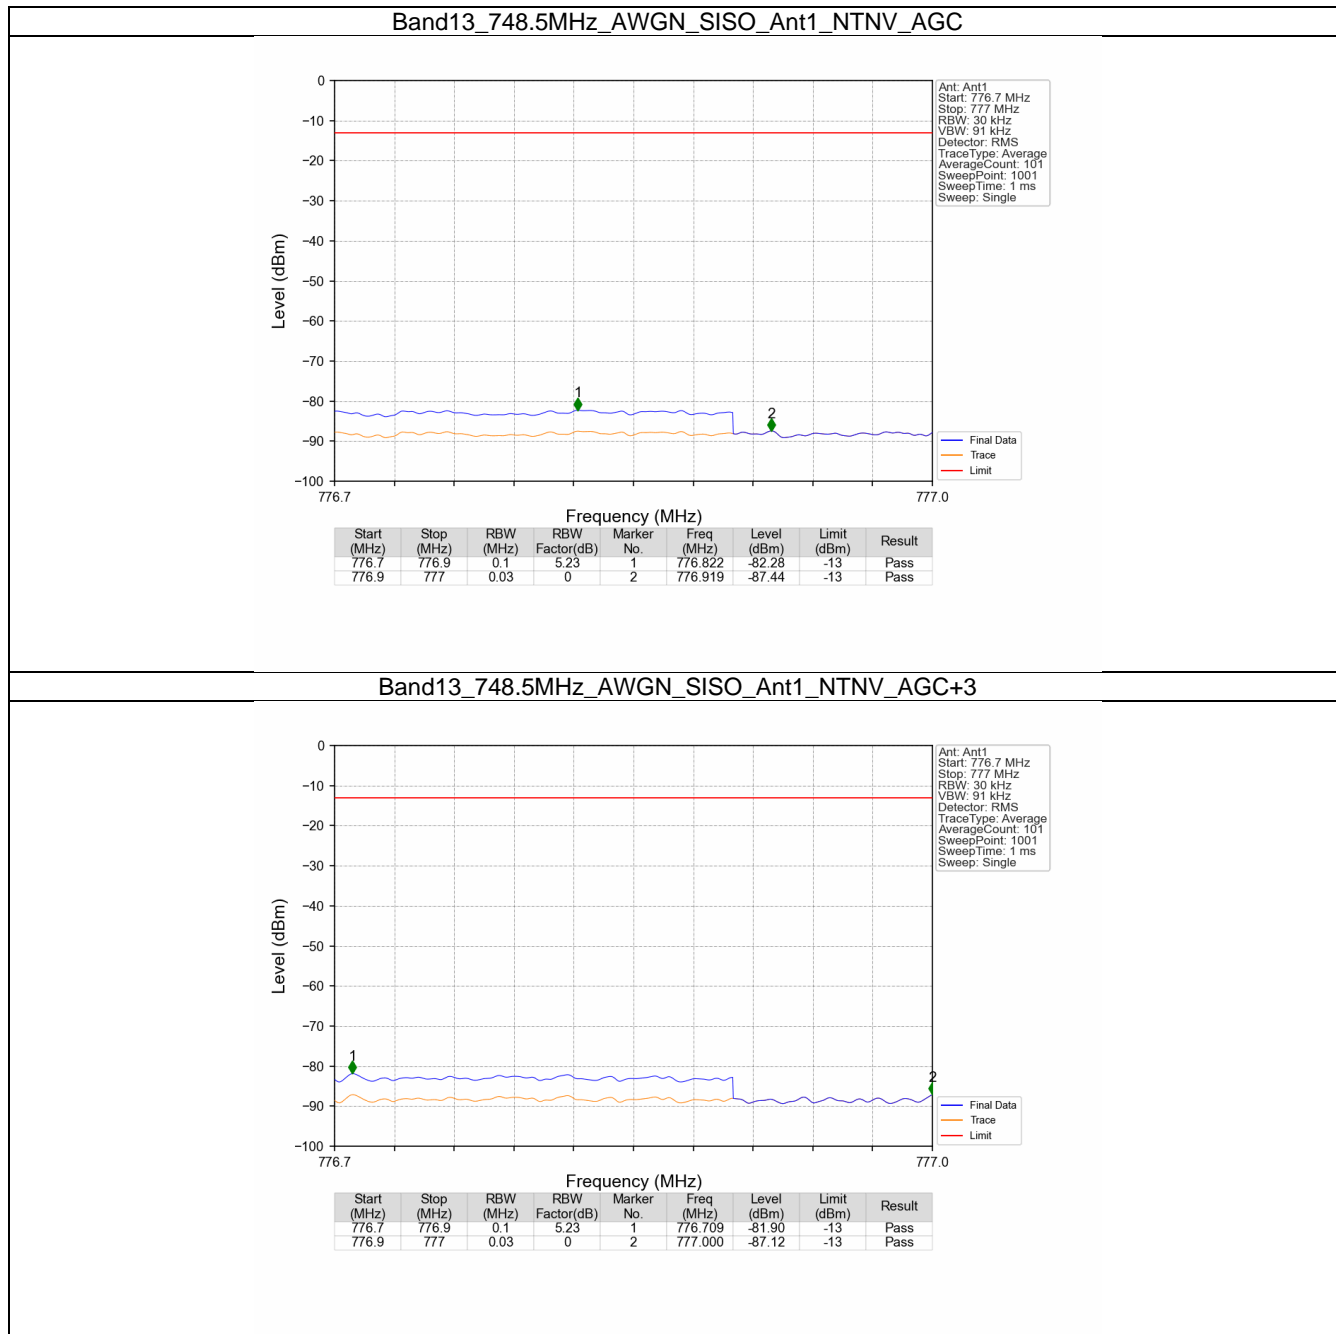 Band13_748.5MHz_AWGN_SISO_Ant1_NTNV_AGC
0
−10
−20
−30
−40
−50
−60
−70
−80
−90
−100
Level (dBm)
1
2
776.7
777.0
Frequency (MHz)
Ant: Ant1
Start: 776.7 MHz
Stop: 777 MHz
RBW: 30 kHz
VBW: 91 kHz
Detector: RMS
TraceType: Average
AverageCount: 101
SweepPoint: 1001
SweepTime: 1 ms
Sweep: Single
Final Data
Trace
Limit
Start Stop RBW RBW Marker Freq Level Limit Result
(MHz) (MHz) (MHz) Factor(dB) No. (MHz) (dBm) (dBm)
776.7 776.9 0.1 5.23 1 776.822 -82.28 -13 Pass
776.9 777 0.03 0 2 776.919 -87.44 -13 Pass
Band13_748.5MHz_AWGN_SISO_Ant1_NTNV_AGC+3
0
−10
−20
−30
−40
−50
−60
−70
−80
−90
−100
Level (dBm)
1
2
776.7
777.0
Frequency (MHz)
Ant: Ant1
Start: 776.7 MHz
Stop: 777 MHz
RBW: 30 kHz
VBW: 91 kHz
Detector: RMS
TraceType: Average
AverageCount: 101
SweepPoint: 1001
SweepTime: 1 ms
Sweep: Single
Final Data
Trace
Limit
Start Stop RBW RBW Marker Freq Level Limit Result
(MHz) (MHz) (MHz) Factor(dB) No. (MHz) (dBm) (dBm)
776.7 776.9 0.1 5.23 1 776.709 -81.90 -13 Pass
776.9 777 0.03 0 2 777.000 -87.12 -13 Pass